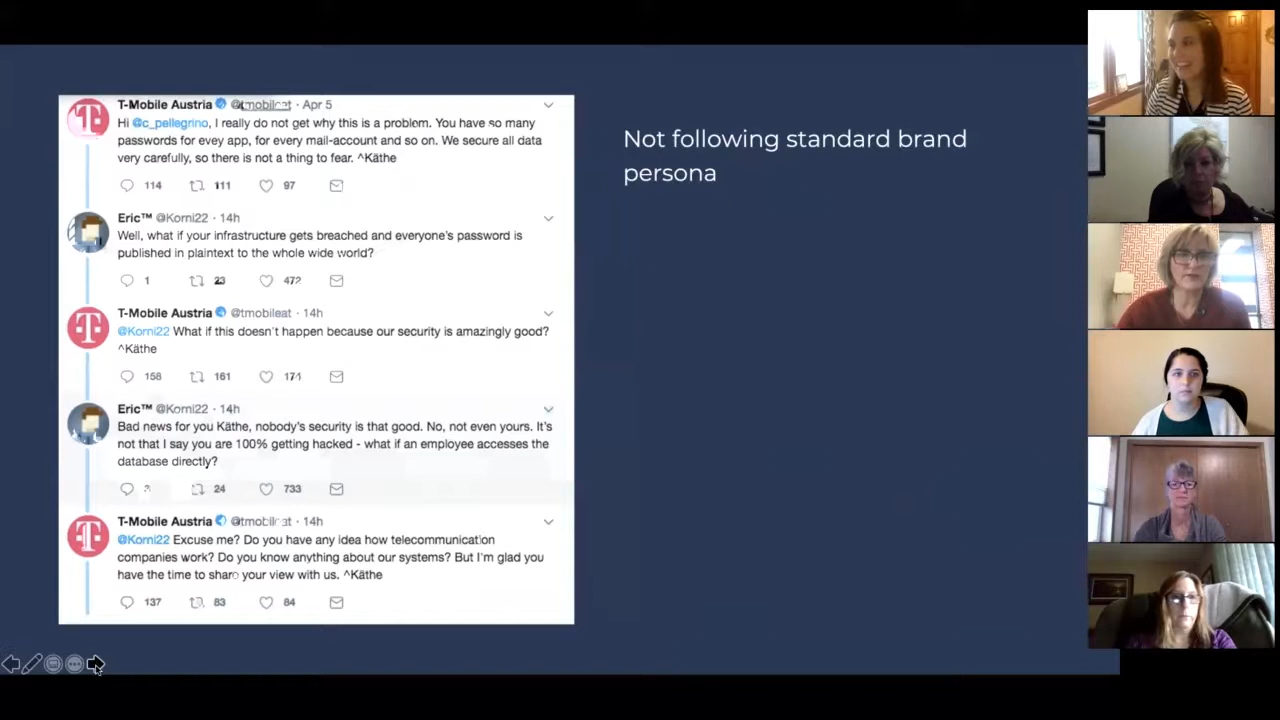 T-Mobile Austria @tmobileat · Apr 5
Hi @c_pellegrino, I really do not get why this is a problem. You have so many
passwords for evey app, for every mail-account and so on. We secure all data
very carefully, so there is not a thing to fear. ^Käthe
114 111 97
Eric™ @Korni22 · 14h
Well, what if your infrastructure gets breached and everyone's password is
published in plaintext to the whole wide world?
1 23 472
T-Mobile Austria @tmobileat · 14h
@Korni22 What if this doesn't happen because our security is amazingly good?
^Käthe
158 161 174
Eric™ @Korni22 · 14h
Bad news for you Käthe, nobody's security is that good. No, not even yours. It's
not that I say you are 100% getting hacked - what if an employee accesses the
database directly?
24 733
T-Mobile Austria @tmobileat · 14h
@Korni22 Excuse me? Do you have any idea how telecommunication
companies work? Do you know anything about our systems? But I'm glad you
have the time to share your view with us. ^Käthe
137 83 84
Not following standard brand
persona